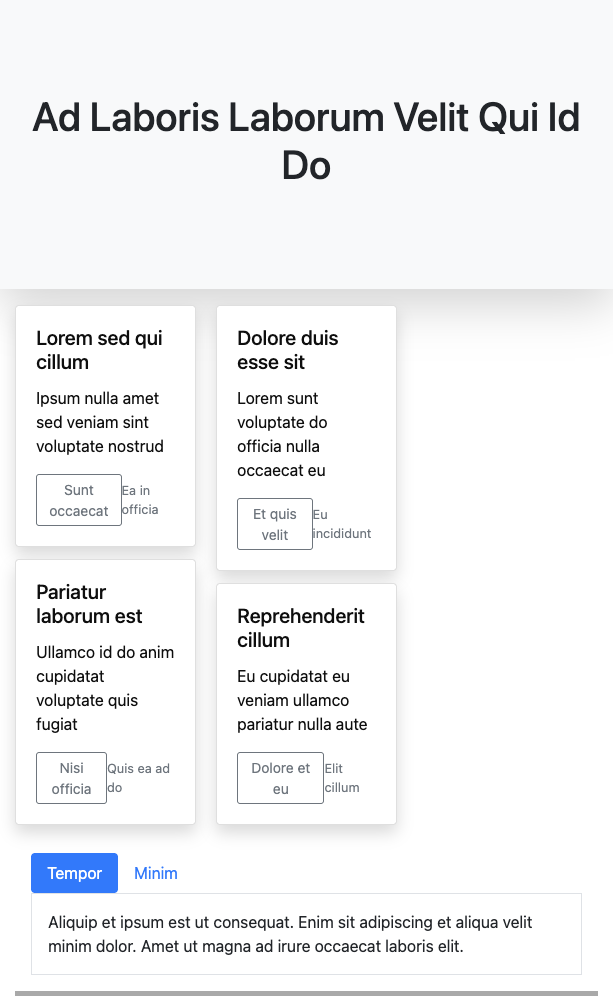 Ad Laboris Laborum Velit Qui Id
Do
Lorem sed qui
cillum
Ipsum nulla amet
sed veniam sint
voluptate nostrud
Sunt
occaecat
Ea in
officia
Pariatur
laborum est
Ullamco id do anim
cupidatat
voluptate quis
fugiat
Nisi
officia
Quis ea ad
do
Dolore duis
esse sit
Lorem sunt
voluptate do
officia nulla
occaecat eu
Et quis
velit
Eu
incididunt
Reprehenderit
cillum
Eu cupidatat eu
veniam ullamco
pariatur nulla aute
Dolore et
eu
Elit
cillum
Tempor
Minim
Aliquip et ipsum est ut consequat. Enim sit adipiscing et aliqua velit
minim dolor. Amet ut magna ad irure occaecat laboris elit.